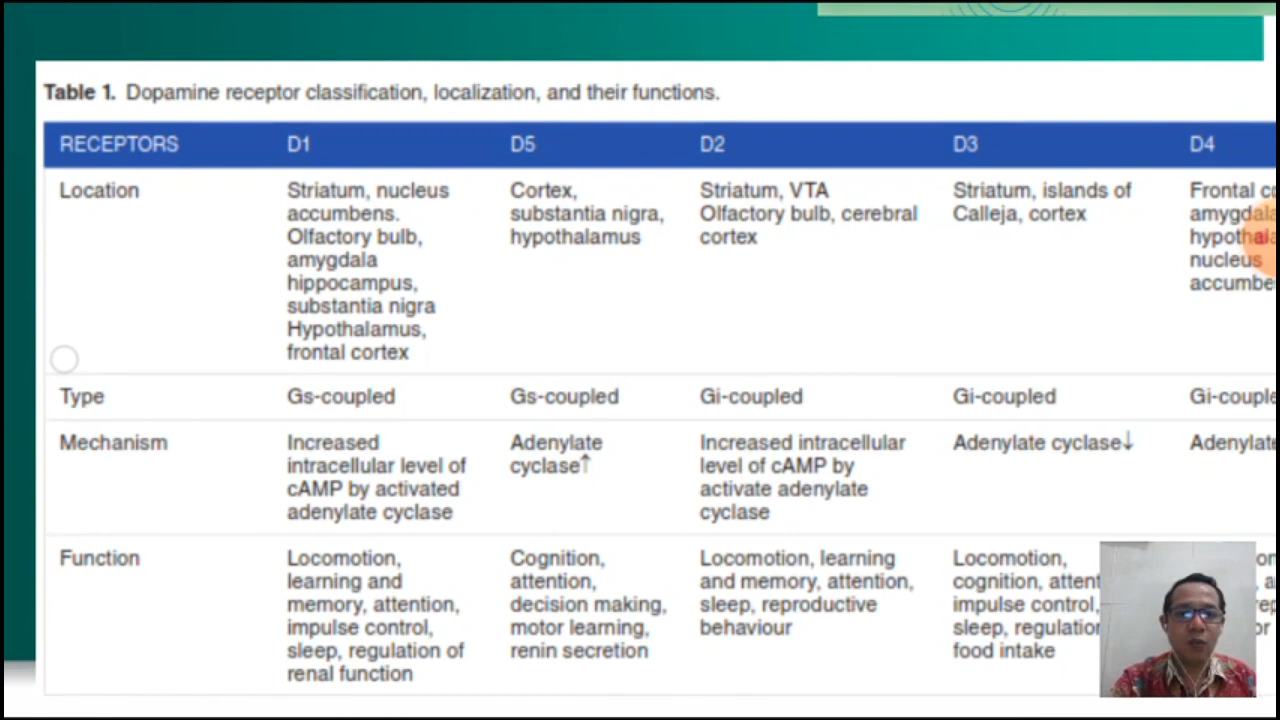 Table 1. Dopamine receptor classification, localization, and their functions.
RECEPTORS D1 D5 D2 D3 D4
Location
Striatum, nucleus
accumbens.
Olfactory bulb,
amygdala
hippocampus,
substantia nigra
Hypothalamus,
frontal cortex
Cortex,
substantia nigra,
hypothalamus
Striatum, VTA
Olfactory bulb, cerebral
cortex
Striatum, islands of
Calleja, cortex
Frontal
nucleus
Type
Gs-coupled
Gs-coupled
Gi-coupled
Gi-coupled
Mechanism
Increased
intracellular level of
cAMP by activated
adenylate cyclase
Adenylate
cyclase↑
Increased intracellular
level of cAMP by
activate adenylate
cyclase
Adenylate cyclase↓
Adenylate
Function
Locomotion,
learning and
memory, attention,
impulse control,
sleep, regulation of
renal function
Cognition,
attention,
decision making,
motor learning,
renin secretion
Locomotion, learning
and memory, attention,
sleep, reproductive
behaviour
Locomotion,
cognition,
impulse control,
sleep,
food intake